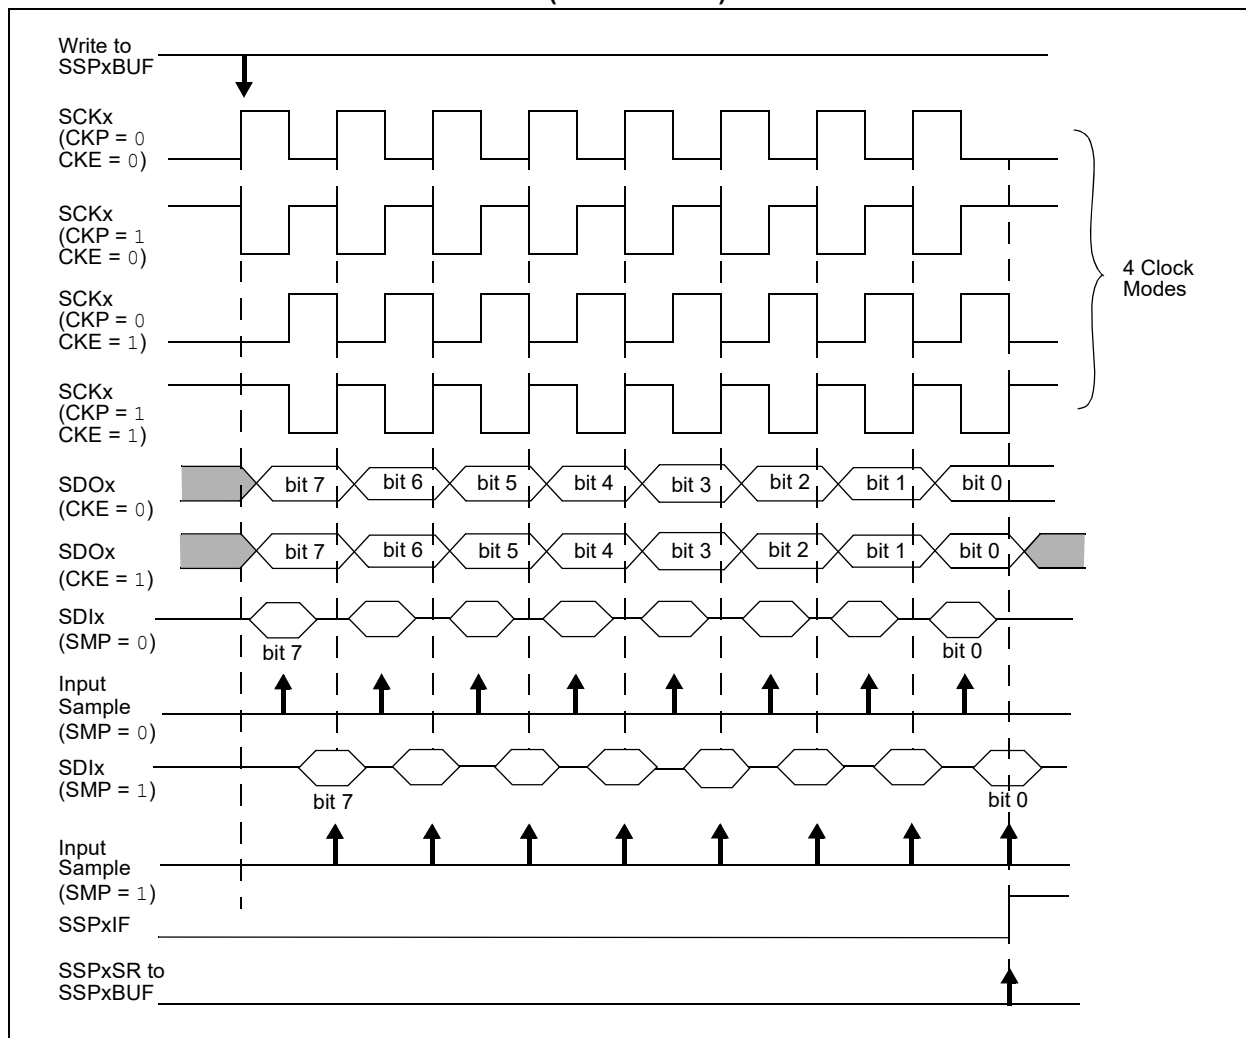 Write to
SSPxBUF
SCKx
(CKP = 0
CKE = 0)
SCKx
(CKP = 1
CKE = 0)
SCKx
(CKP = 0
CKE = 1)
SCKx
(CKP = 1
CKE = 1)
4 Clock
Modes
SDOx
(CKE = 0)
bit 7 bit 6 bit 5 bit 4 bit 3 bit 2 bit 1 bit 0
SDOx
(CKE = 1)
bit 7 bit 6 bit 5 bit 4 bit 3 bit 2 bit 1 bit 0
SDIx
(SMP = 0)
bit 7 bit 0
Input
Sample
(SMP = 0)
SDIx
(SMP = 1)
bit 7 bit 0
Input
Sample
(SMP = 1)
SSPxIF
SSPxSR to
SSPxBUF